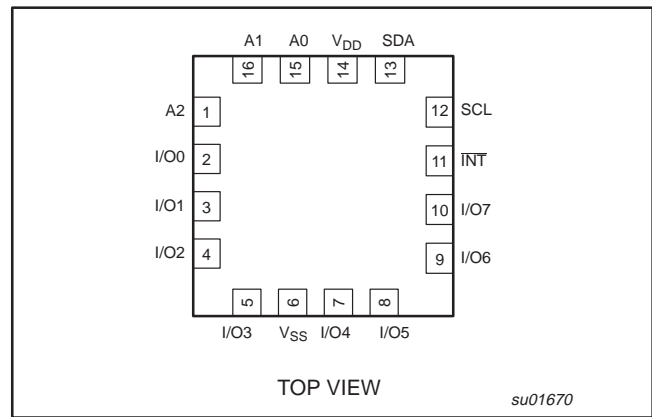 A1 A0 VDD SDA
16 15 14 13
A2 1 12 SCL
I/O0 2 11 INT
I/O1 3 10 I/O7
I/O2 4 9 I/O6
5 6 7 8
I/O3 VSS I/O4 I/O5
TOP VIEW
su01670